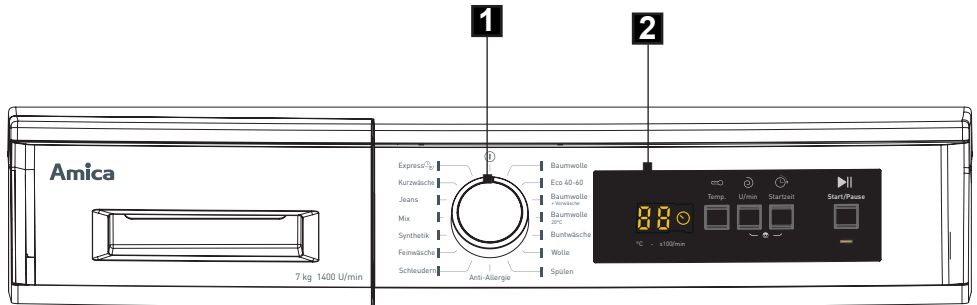 1
2
Amica
7 kg 1400 U/min
Express
Kurzwäsche
Jeans
Mix
Synthetik
Feinwäsche
Schleudern
Anti-Allergie
Baumwolle
Eco 40-60
Baumwolle
+ Vorwäsche
Baumwolle
20°C
Buntwäsche
Wolle
Spülen
88
°C - x100/min
Temp.
U/min
Startzeit
Start/Pause